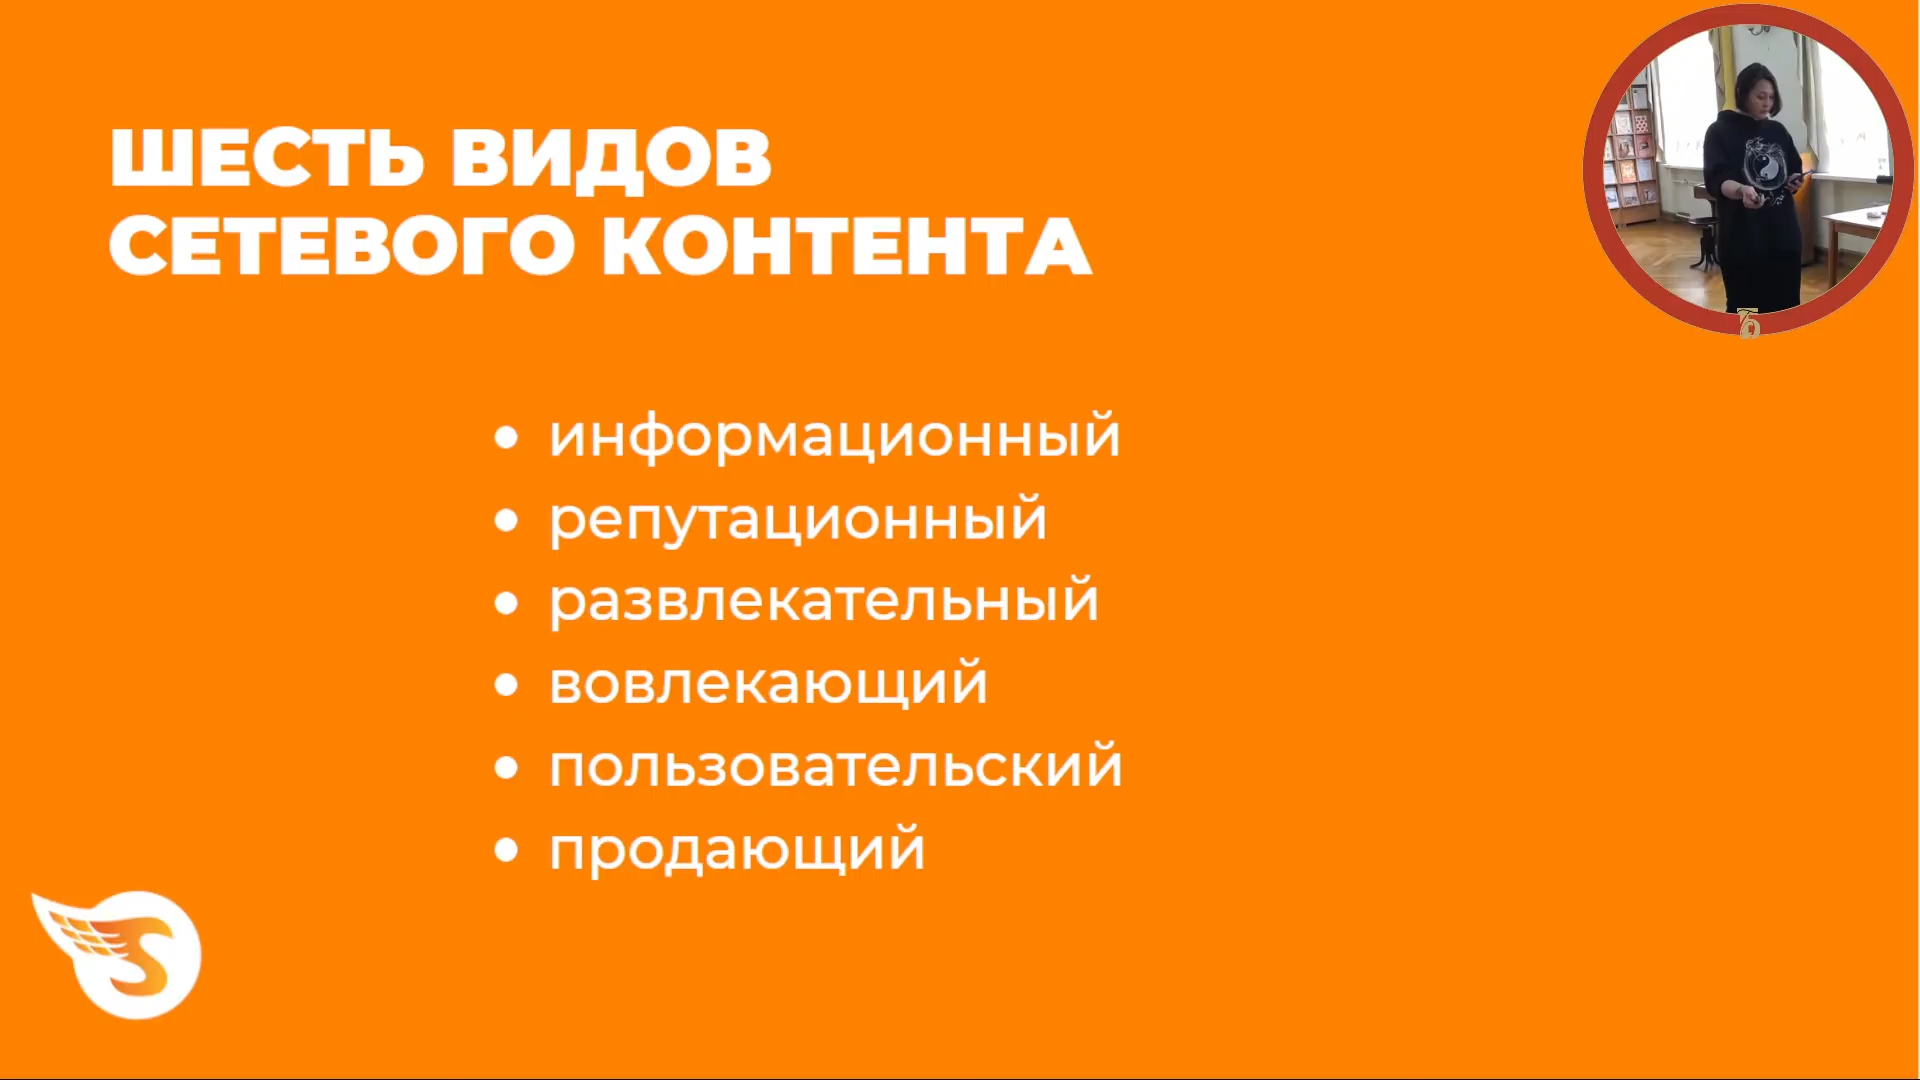 ШЕСТЬ ВИДОВ
СЕТЕВОГО КОНТЕНТА
• информационный
• репутационный
• развлекательный
• вовлекающий
• пользовательский
• продающий
S